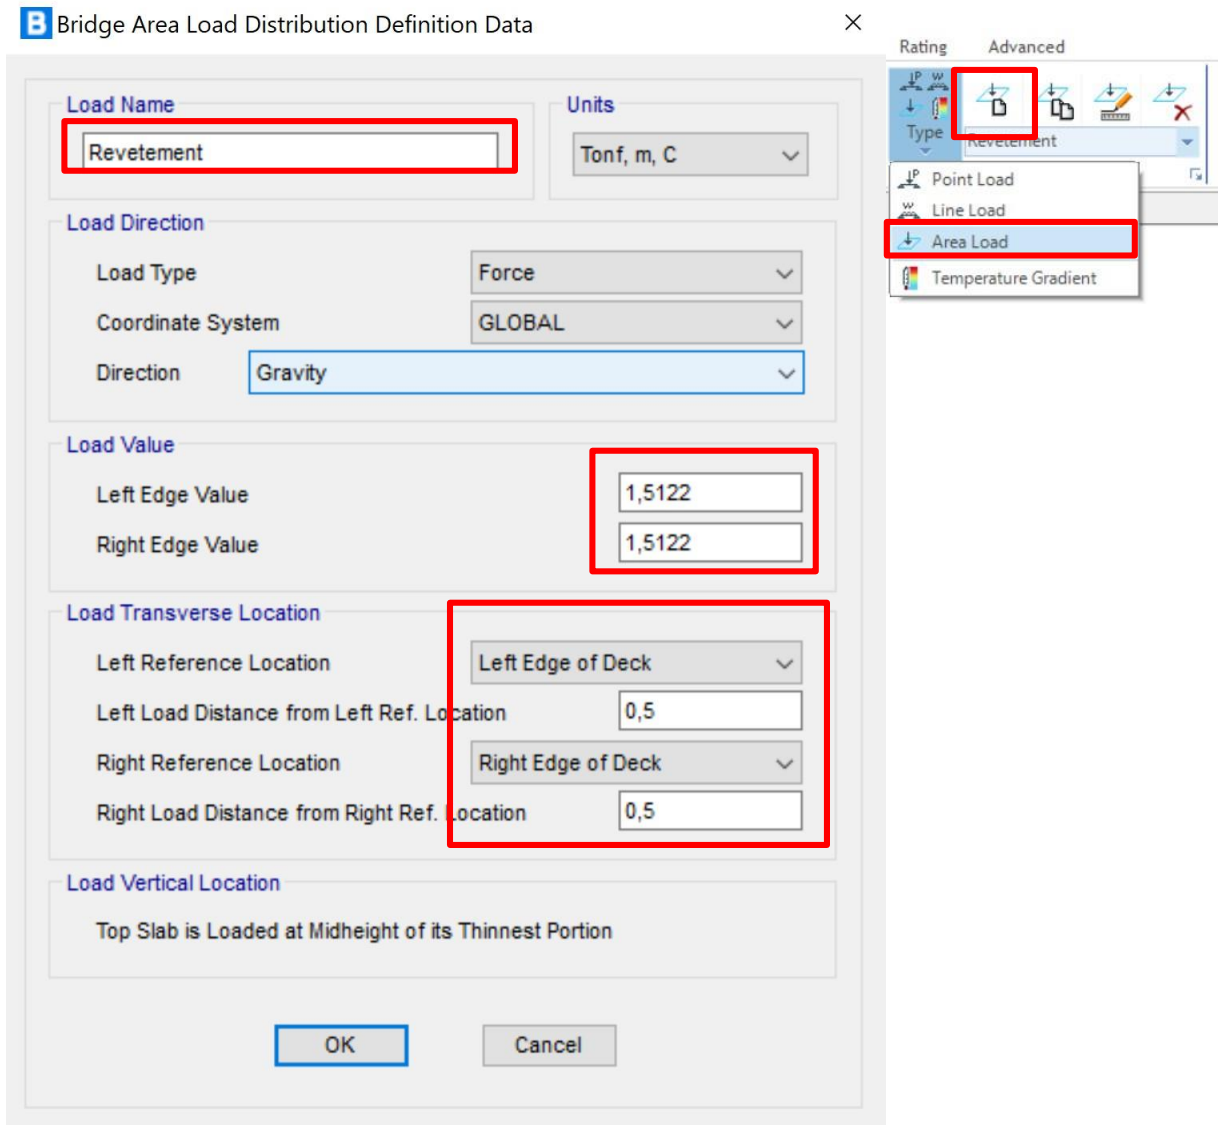 B Bridge Area Load Distribution Definition Data
Load Name
Revetement
Units
Tonf, m, C
Load Direction
Load Type
Force
Coordinate System
GLOBAL
Direction
Gravity
Load Value
Left Edge Value
1,5122
Right Edge Value
1,5122
Load Transverse Location
Left Reference Location
Left Edge of Deck
Left Load Distance from Left Ref. Location
0,5
Right Reference Location
Right Edge of Deck
Right Load Distance from Right Ref. Location
0,5
Load Vertical Location
Top Slab is Loaded at Midheight of its Thinnest Portion
OK
Cancel
Rating
Advanced
Type
Revetement
Point Load
Line Load
Area Load
Temperature Gradient